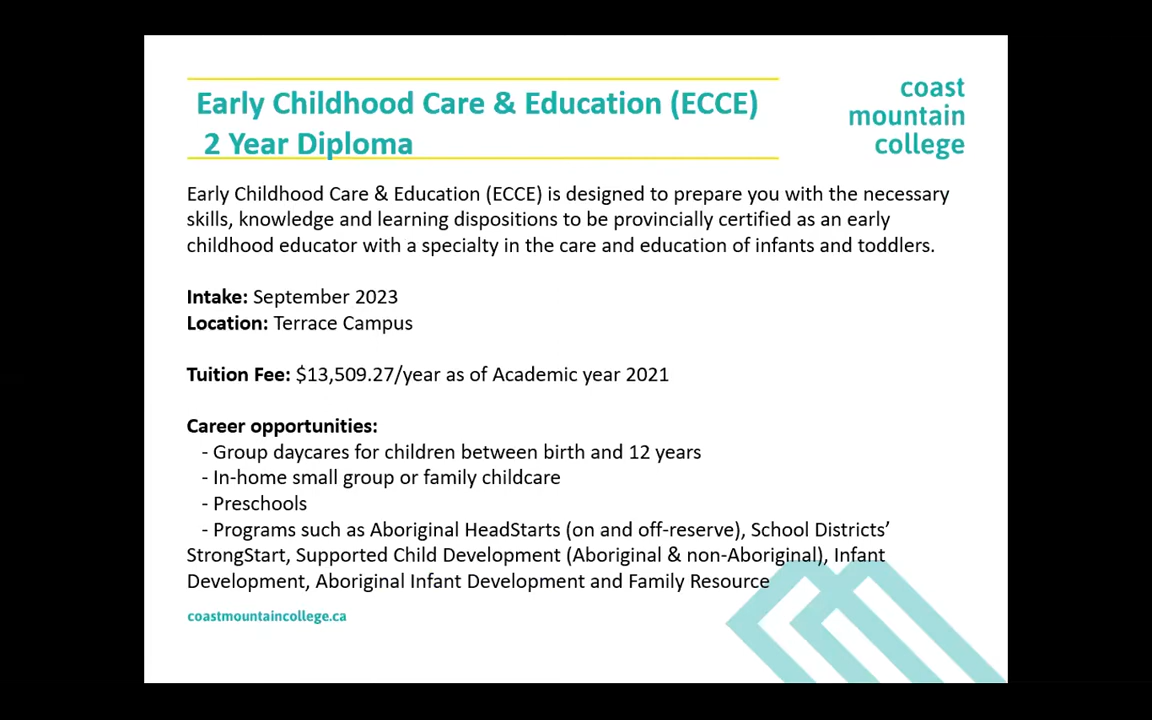 Early Childhood Care & Education (ECCE)
2 Year Diploma
coast
mountain
college
Early Childhood Care & Education (ECCE) is designed to prepare you with the necessary
skills, knowledge and learning dispositions to be provincially certified as an early
childhood educator with a specialty in the care and education of infants and toddlers.
Intake: September 2023
Location: Terrace Campus
Tuition Fee: $13,509.27/year as of Academic year 2021
Career opportunities:
- Group daycares for children between birth and 12 years
- In-home small group or family childcare
- Preschools
- Programs such as Aboriginal HeadStarts (on and off-reserve), School Districts’
StrongStart, Supported Child Development (Aboriginal & non-Aboriginal), Infant
Development, Aboriginal Infant Development and Family Resource
coastmountaincollege.ca